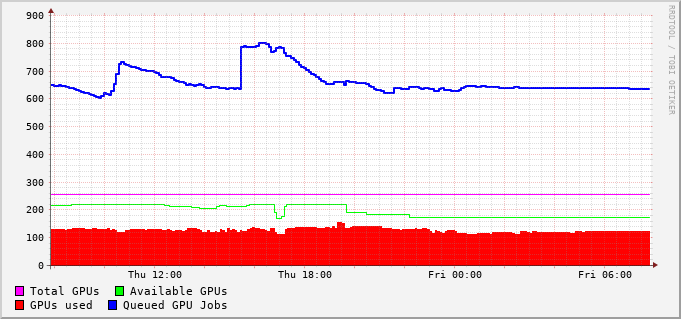 900
800
700
600
500
400
300
200
100
0
Thu 12:00 Thu 18:00 Fri 00:00 Fri 06:00
Total GPUs Available GPUs
GPUs used Queued GPU Jobs
RRDTOOL / TOBI OETIKER